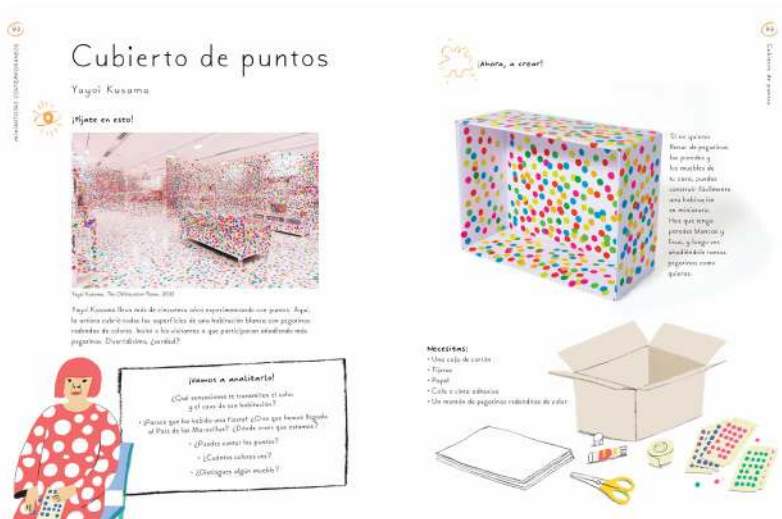 MINIARTISTAS CONTEMPORÁNEOS
Cubierto de puntos
Yayoi Kusama
¡Fíjate en esto!
Yayoi Kusama, The Obliteration Room, 2002
Yayoi Kusama lleva más de cincuenta años experimentando con puntos. Aquí,
la artista cubrió todas las superficies de una habitación blanca con pegatinas
redondas de colores. Invitó a los visitantes a que participaran añadiendo más
pegatinas. Divertidísimo, ¿verdad?
¡Vamos a analizarlo!
¿Qué sensaciones te transmiten el color
y el caos de esa habitación?
• ¿Parece que ha habido una fiesta? ¿O es que hemos llegado
al País de las Maravillas? ¿Dónde crees que estamos?
• ¿Puedes contar los puntos?
• ¿Cuántos colores ves?
• ¿Distingues algún mueble?
¡Ahora, a crear!
Si no quieres
llenar de pegatinas
las paredes y
los muebles de
tu casa, puedes
construir fácilmente
una habitación
en miniatura.
Haz que tenga
paredes blancas y
lisas, y luego ves
añadiéndole tantas
pegatinas como
quieras.
Necesitas:
• Una caja de cartón
• Tijeras
• Papel
• Cola o cinta adhesiva
• Un montón de pegatinas redonditas de color
Cubierto de puntos